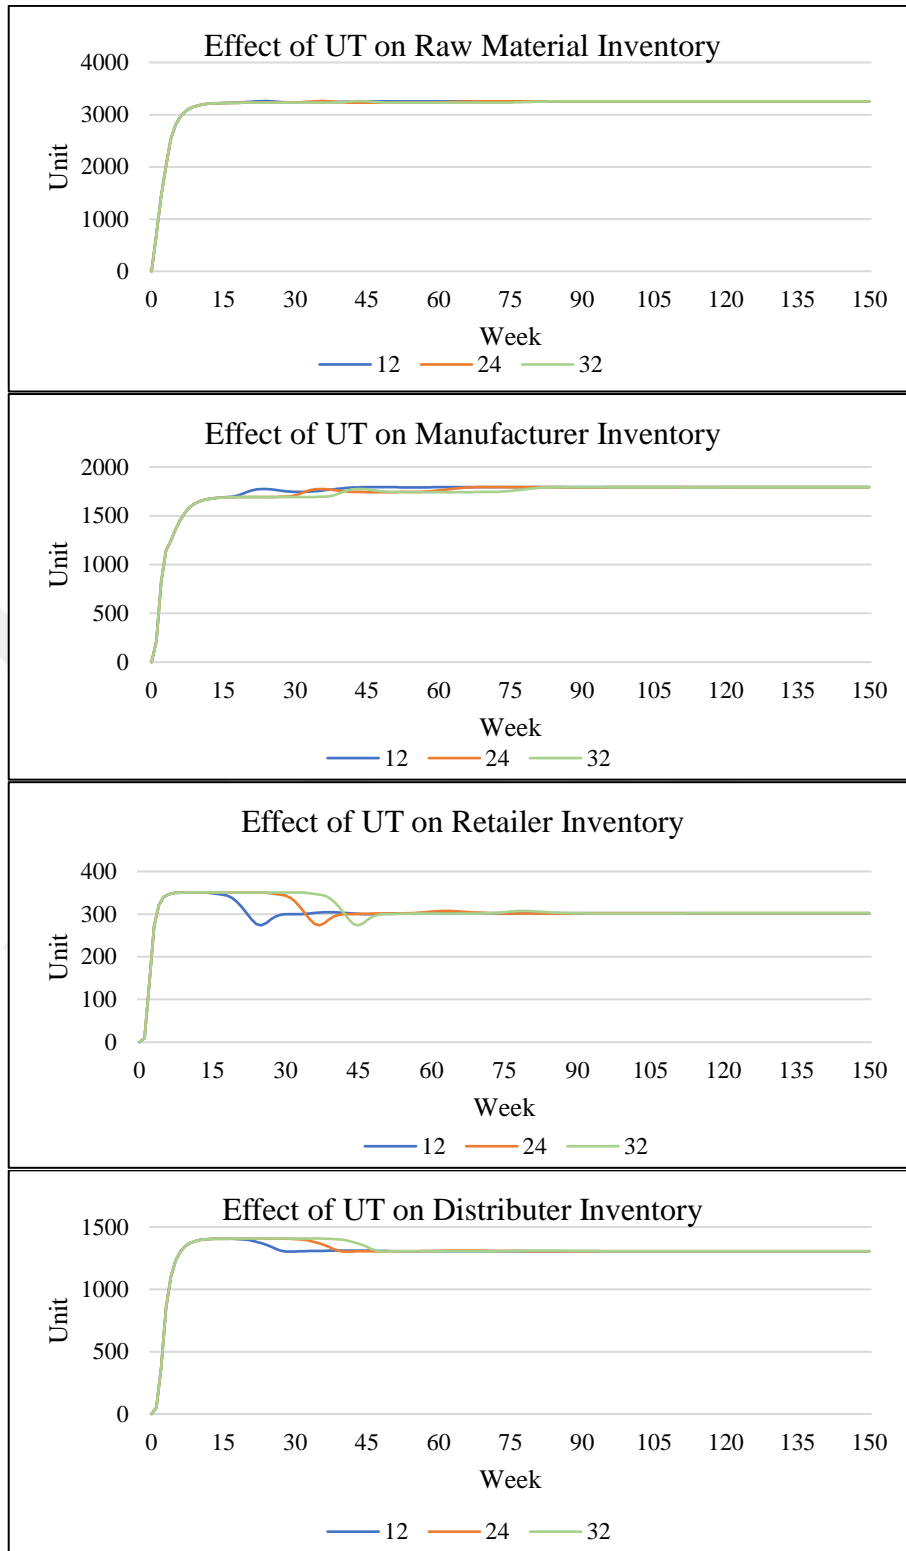 Effect of UT on Raw Material Inventory
4000
3000
2000
1000
0
Unit
0 15 30 45 60 75 90 105 120 135 150
Week
12 24 32
Effect of UT on Manufacturer Inventory
2000
1500
1000
500
0
Unit
0 15 30 45 60 75 90 105 120 135 150
Week
12 24 32
Effect of UT on Retailer Inventory
400
300
200
100
0
Unit
0 15 30 45 60 75 90 105 120 135 150
Week
12 24 32
Effect of UT on Distributer Inventory
1500
1000
500
0
Unit
0 15 30 45 60 75 90 105 120 135 150
Week
12 24 32